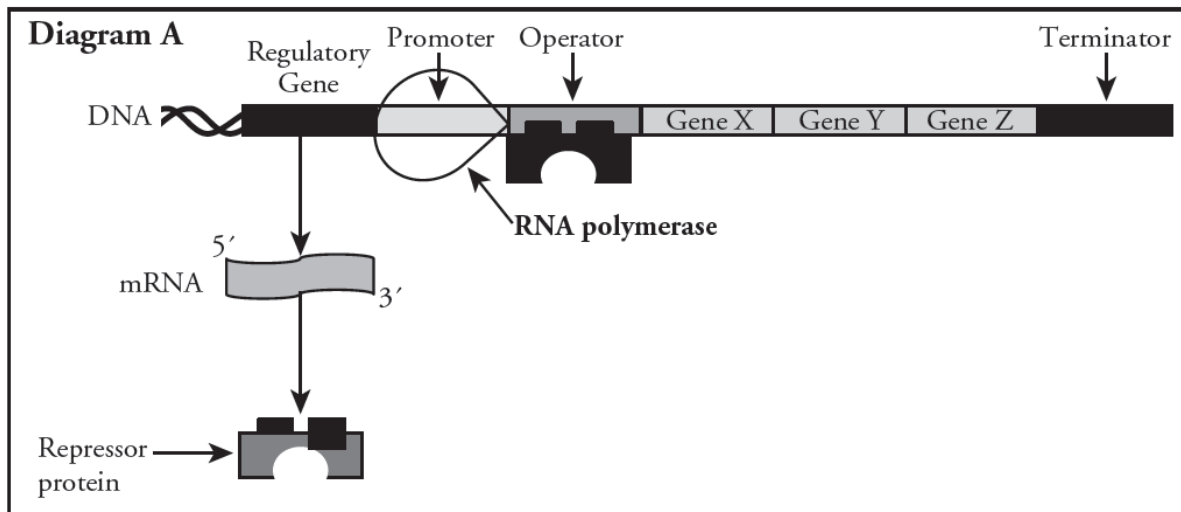 Diagram A
Regulatory
Gene
Promoter
Operator
Terminator
DNA
Gene X
Gene Y
Gene Z
RNA polymerase
5´
mRNA
3´
Repressor
protein